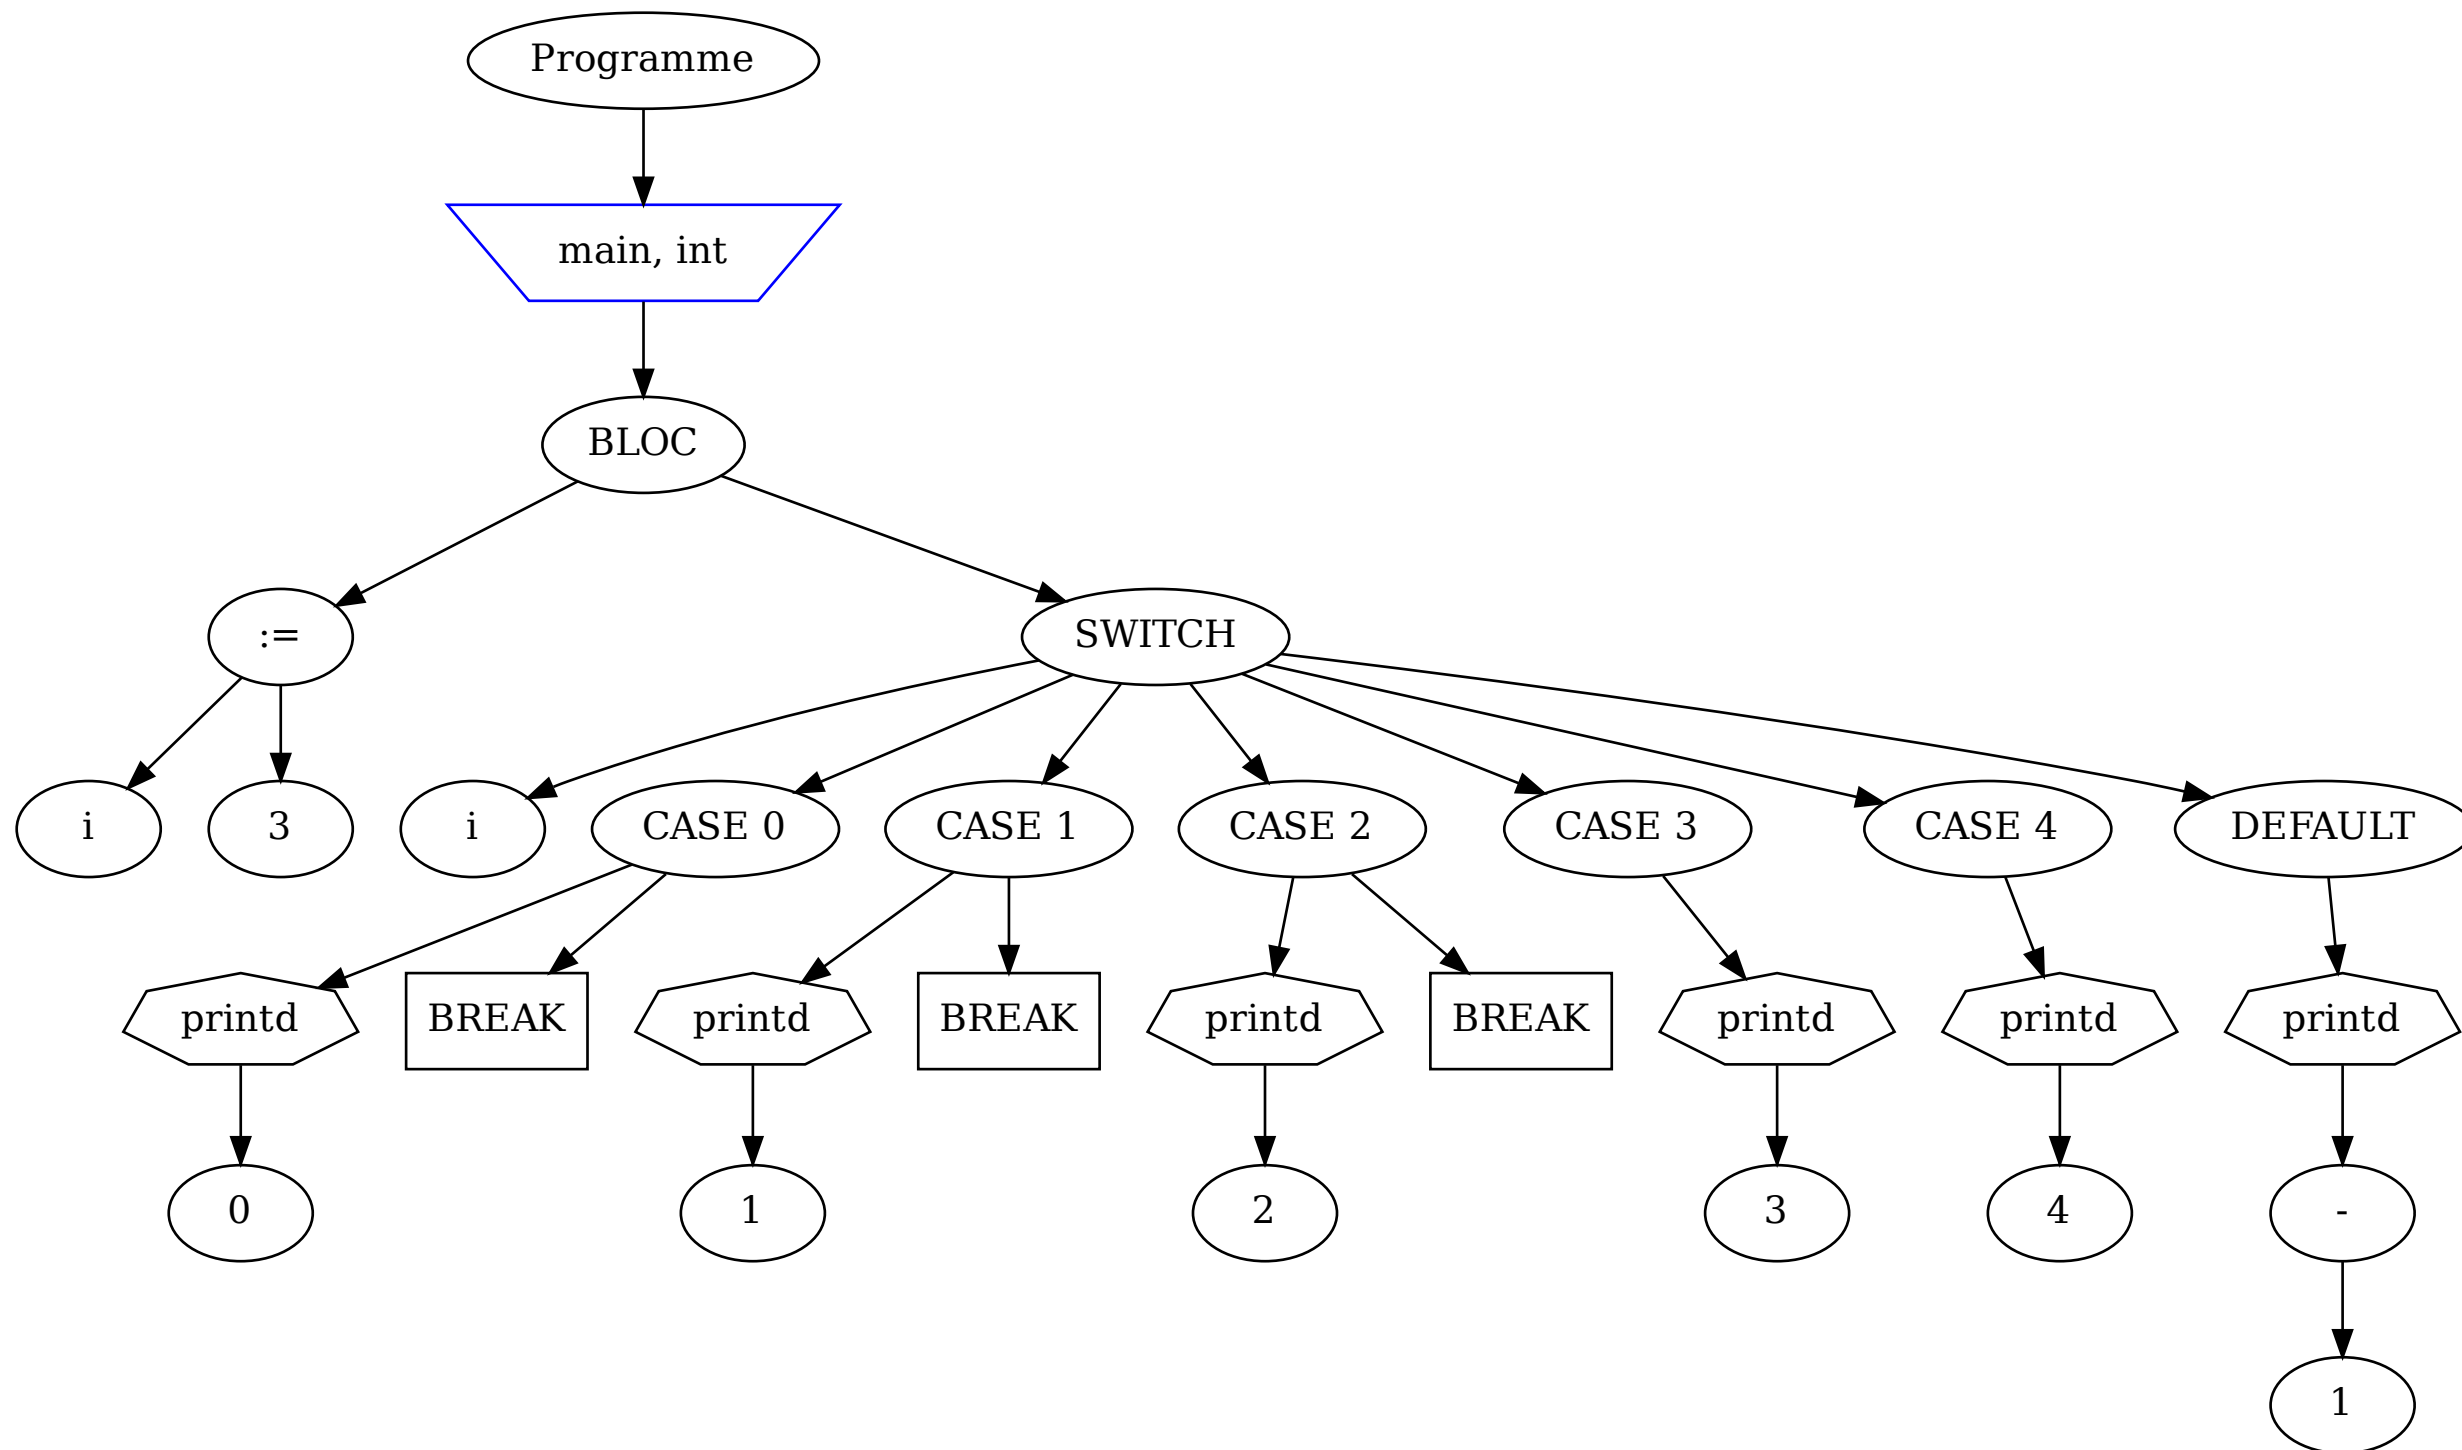 Programme
main, int
BLOC
:=
SWITCH
i
3
i
CASE 0
CASE 1
CASE 2
CASE 3
CASE 4
DEFAULT
printd
BREAK
printd
BREAK
printd
BREAK
printd
printd
printd
0
1
2
3
4
-
1